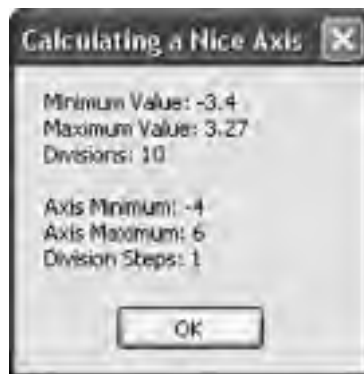 Calculating a Nice Axis
Minimum Value: -3.4
Maximum Value: 3.27
Divisions: 10
Axis Minimum: -4
Axis Maximum: 6
Division Steps: 1
OK